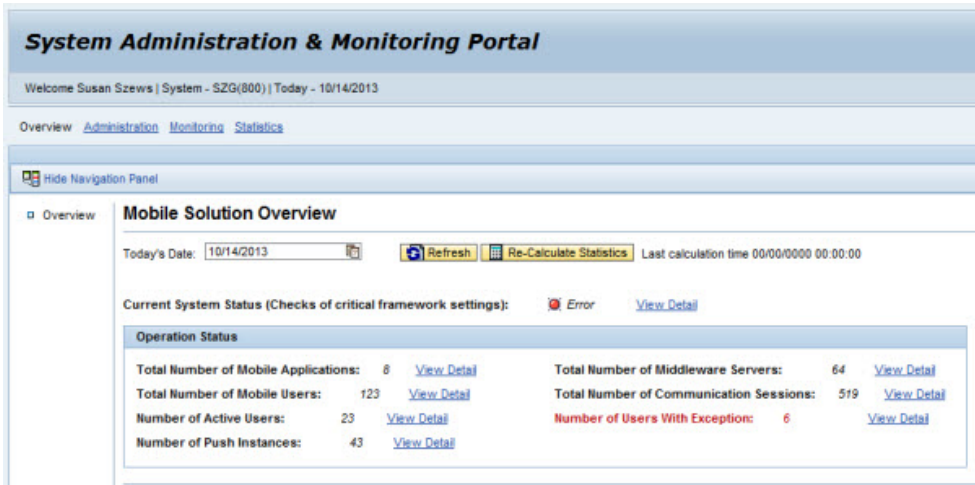 System Administration & Monitoring Portal
Welcome Susan Szews | System - SZG(800) | Today - 10/14/2013
Overview Administration Monitoring Statistics
Hide Navigation Panel
Overview
Mobile Solution Overview
Today's Date: 10/14/2013 Refresh Re-Calculate Statistics Last calculation time 00/00/0000 00:00:00
Current System Status (Checks of critical framework settings): Error View Detail
Operation Status
Total Number of Mobile Applications: 8 View Detail Total Number of Middleware Servers: 64 View Detail
Total Number of Mobile Users: 123 View Detail Total Number of Communication Sessions: 519 View Detail
Number of Active Users: 23 View Detail Number of Users With Exception: 6 View Detail
Number of Push Instances: 43 View Detail